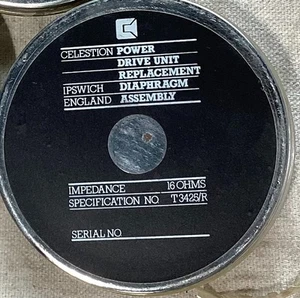 CELESTION POWER
DRIVE UNIT
REPLACEMENT
IPSWICH DIAPHRAGM
ENGLAND ASSEMBLY
IMPEDANCE 16 OHMS
SPECIFICATION NO T3425/R
SERIAL NO